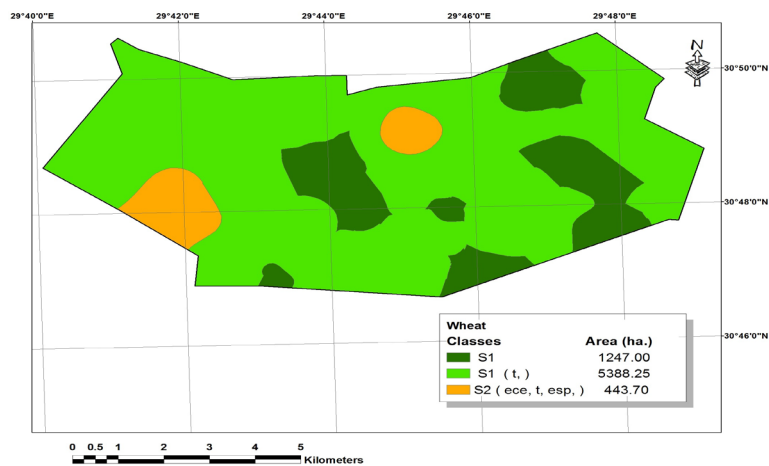 29°40'0"E 29°42'0"E 29°44'0"E 29°46'0"E 29°48'0"E
N
30°50'0"N
30°48'0"N
30°46'0"N
Wheat
Classes Area (ha.)
S1 1247.00
S1 ( t, ) 5388.25
S2 ( ece, t, esp, ) 443.70
0 0.5 1 2 3 4 5
Kilometers